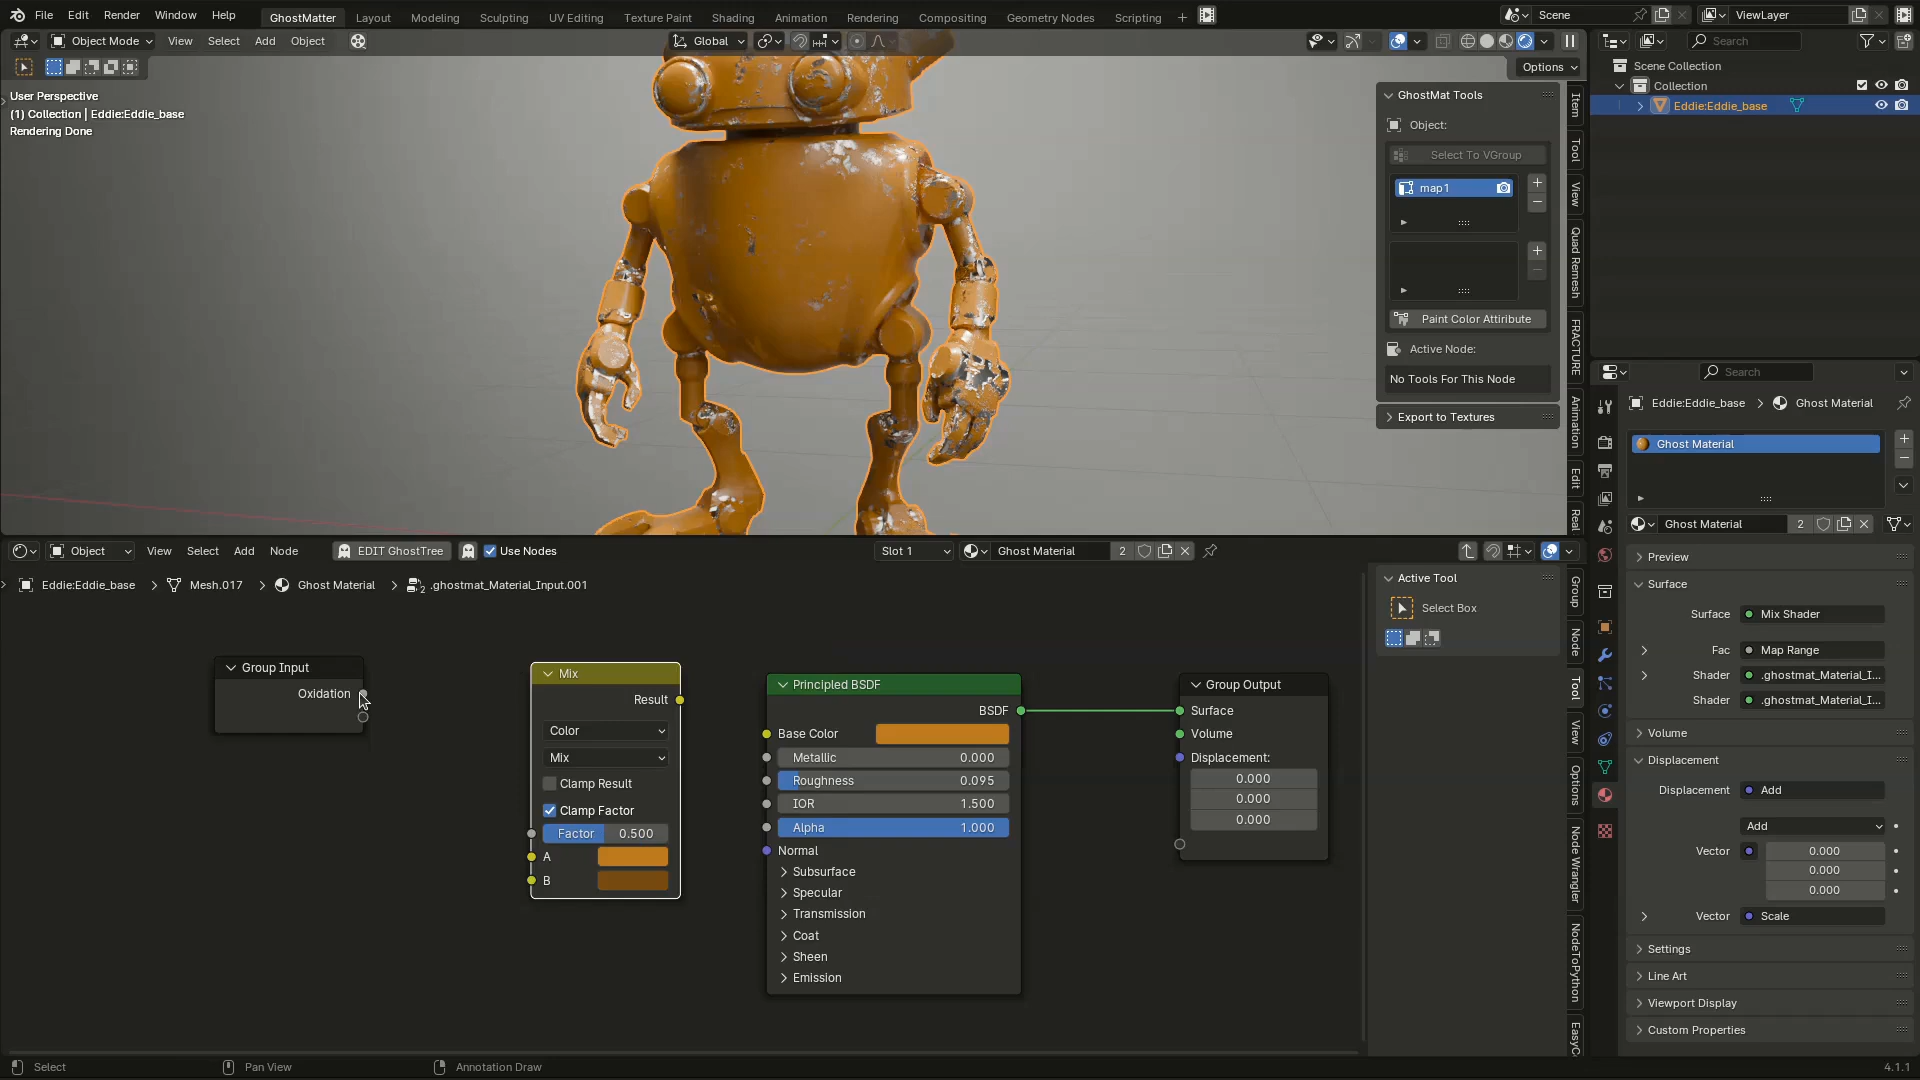 File Edit Render Window Help GhostMatter Layout Modeling Sculpting UV Editing Texture Paint Shading Animation Rendering Compositing Geometry Nodes Scripting + Scene ViewLayer
Object Mode View Select Add Object Global Search
Options
User Perspective
(1) Collection | Eddie:Eddie_base
Rendering Done
GhostMat Tools
Object:
Select To VGroup
map1
Paint Color Attribute
Active Node:
No Tools For This Node
Export to Textures
Item
Tool
View
Quad Remesh
FRACTURE
Animation
Edit
Real
Scene Collection
Collection
Eddie:Eddie_base
Search
Eddie:Eddie_base Ghost Material
Ghost Material
Ghost Material 2
Preview
Surface
Surface Mix Shader
Fac Map Range
Shader .ghostmat_Material_I...
Shader .ghostmat_Material_I...
Volume
Displacement
Displacement Add
Add
Vector 0.000
0.000
0.000
Vector Scale
Settings
Line Art
Viewport Display
Custom Properties
Object View Select Add Node EDIT GhostTree Use Nodes Slot 1 Ghost Material 2
Eddie:Eddie_base Mesh.017 Ghost Material 2 .ghostmat_Material_Input.001
Active Tool
Select Box
Group
Node
Tool
View
Options
Node Wrangler
NodeToPython
EasyC
Group Input
Oxidation
Mix
Result
Color
Mix
Clamp Result
Clamp Factor
Factor 0.500
A
B
Principled BSDF
BSDF
Base Color
Metallic 0.000
Roughness 0.095
IOR 1.500
Alpha 1.000
Normal
Subsurface
Specular
Transmission
Coat
Sheen
Emission
Group Output
Surface
Volume
Displacement:
0.000
0.000
0.000
Select Pan View Annotation Draw 4.1.1